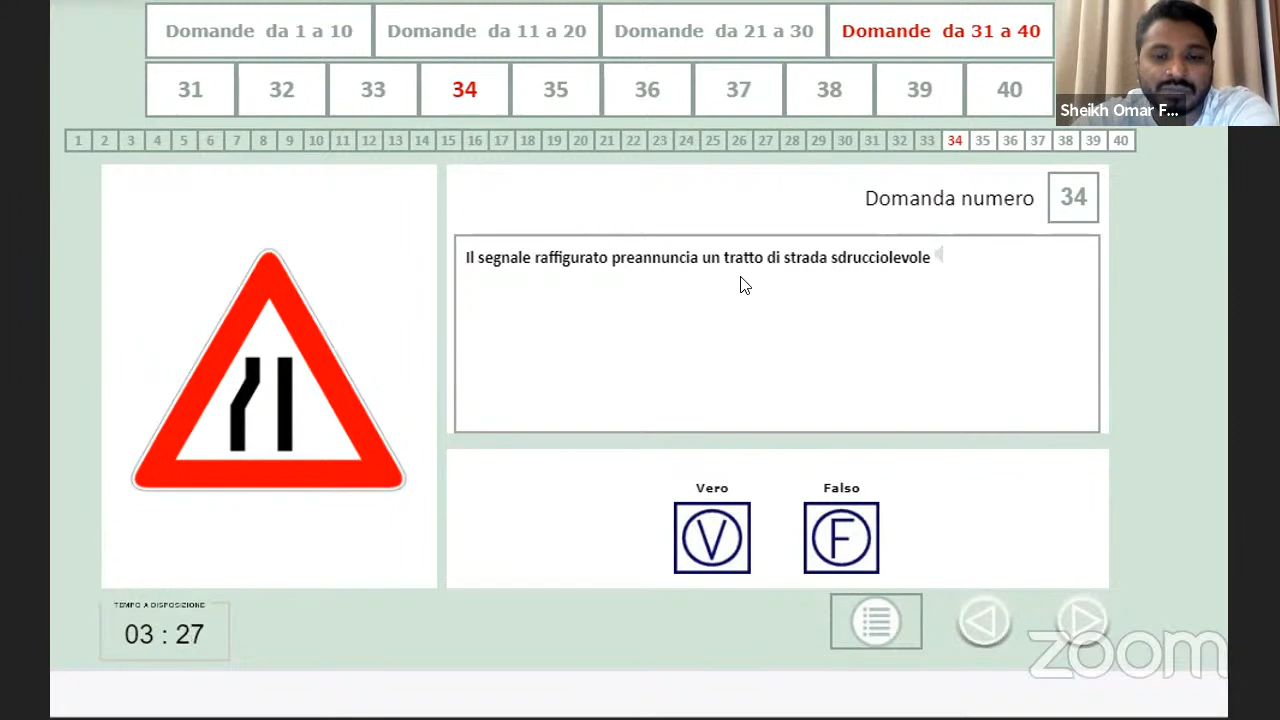 Domande da 1 a 10
Domande da 11 a 20
Domande da 21 a 30
Domande da 31 a 40
31 32 33 34 35 36 37 38 39 40
Sheikh Omar F...
1 2 3 4 5 6 7 8 9 10 11 12 13 14 15 16 17 18 19 20 21 22 23 24 25 26 27 28 29 30 31 32 33 34 35 36 37 38 39 40
Domanda numero 34
Il segnale raffigurato preannuncia un tratto di strada sdrucciolevole
Vero Falso
V F
TEMPO A DISPOSIZIONE
03 : 27
zoom